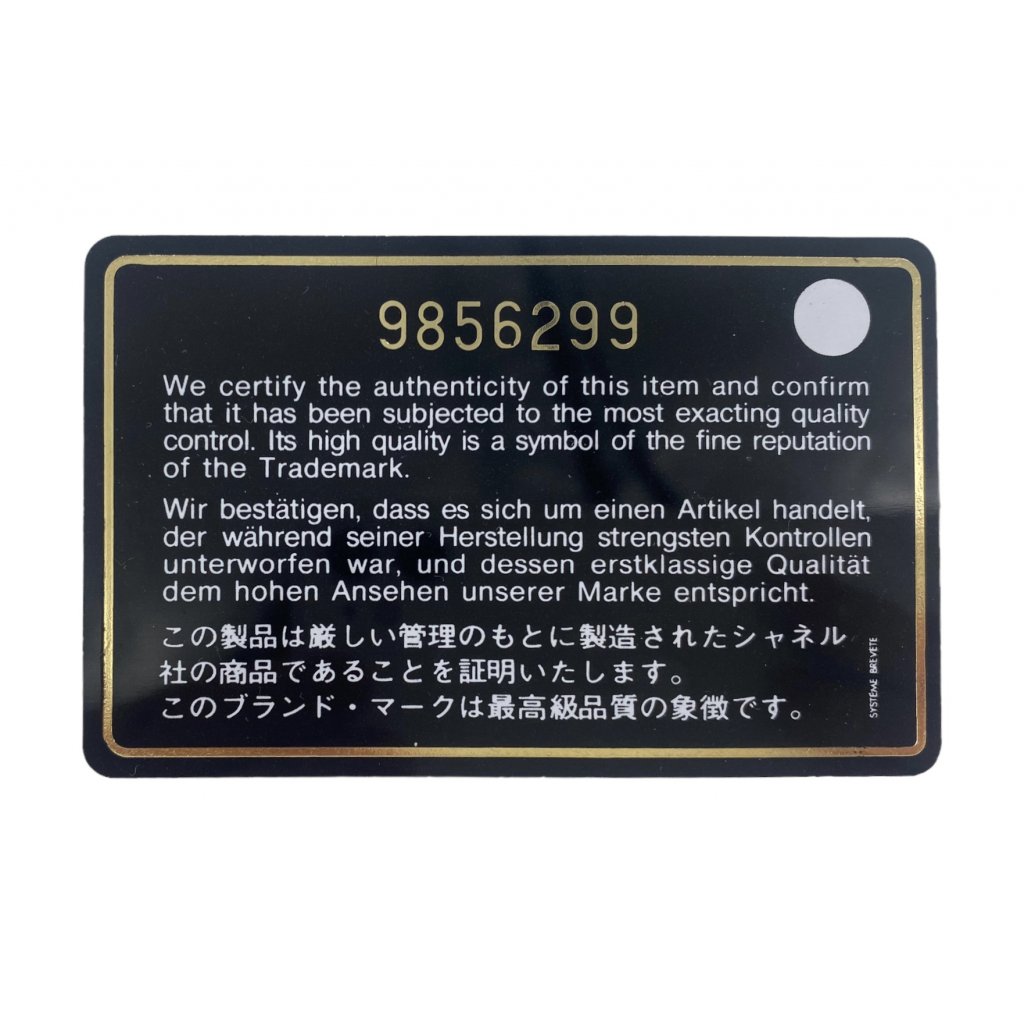 9856299
We certify the authenticity of this item and confirm
that it has been subjected to the most exacting quality
control. Its high quality is a symbol of the fine reputation
of the Trademark.
Wir bestätigen, dass es sich um einen Artikel handelt,
der während seiner Herstellung strengsten Kontrollen
unterworfen war, und dessen erstklassige Qualität
dem hohen Ansehen unserer Marke entspricht.
この製品は厳しい管理のもとに製造されたシャネル
社の商品であることを証明いたします。
このブランド・マークは最高級品質の象徴です。
SYSTÈME BREVETE